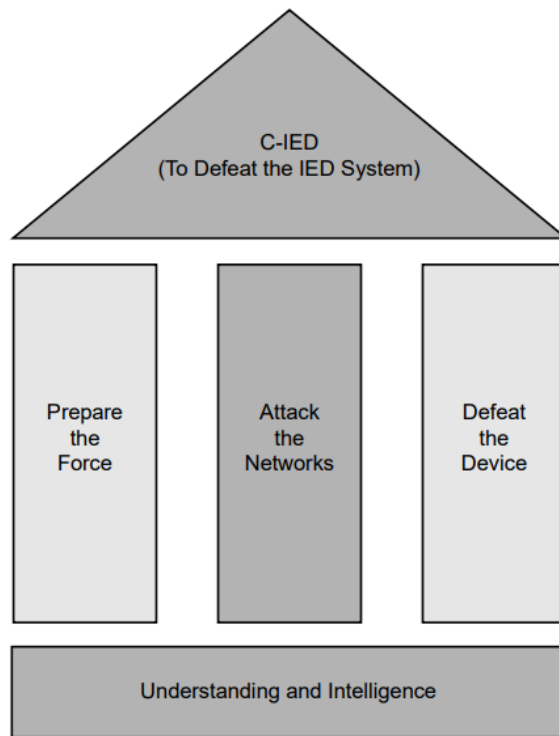 C-IED
(To Defeat the IED System)
Prepare
the
Force
Attack
the
Networks
Defeat
the
Device
Understanding and Intelligence